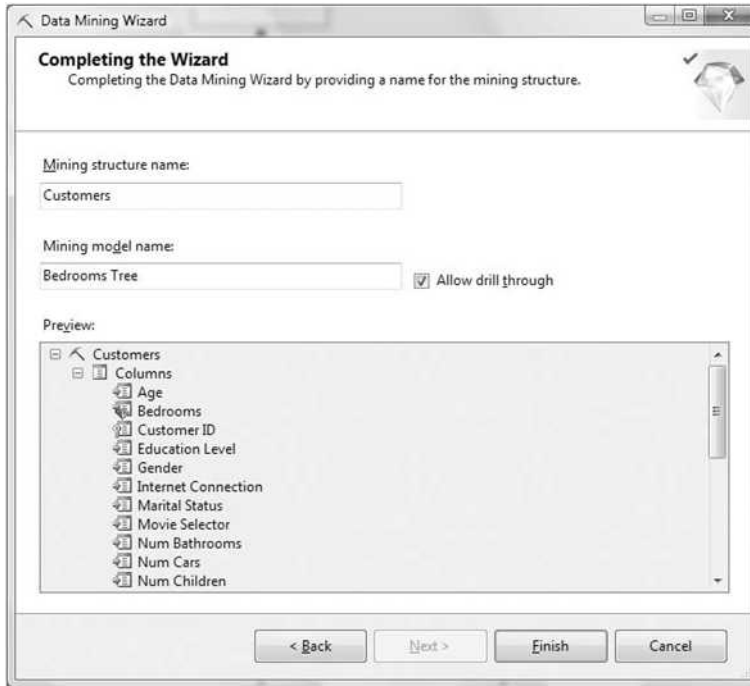 Data Mining Wizard
Completing the Wizard
Completing the Data Mining Wizard by providing a name for the mining structure.
Mining structure name:
Customers
Mining model name:
Bedrooms Tree
Allow drill through
Preview:
Customers
Columns
Age
Bedrooms
Customer ID
Education Level
Gender
Internet Connection
Marital Status
Movie Selector
Num Bathrooms
Num Cars
Num Children
< Back
Next >
Finish
Cancel